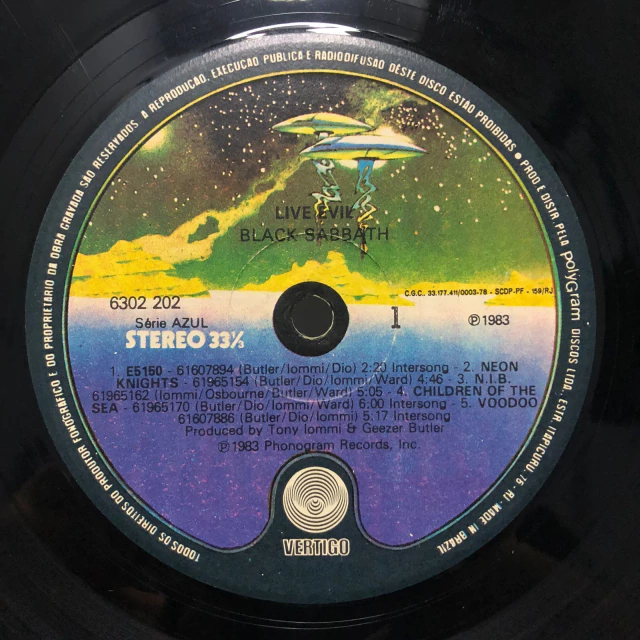 TODOS OS DIREITOS DO PRODUTOR FONOGRÁFICO E DO PROPRIETÁRIO DA OBRA GRAVADA SÃO RESERVADOS. A REPRODUÇÃO, EXECUÇÃO PÚBLICA E RADIODIFUSÃO DÊSTE DISCO ESTÃO PROIBIDAS • PROD E DISTR. PELA polyGram DISCOS LTDA. ESTR ITAPICURU, 75 - RJ. MADE IN BRAZIL
LIVE EVIL
BLACK SABBATH
C.G.C. 33.177.411/0003-78 - SCDP-PF - 159/RJ
6302 202
Série AZUL
STEREO 33⅓
1
℗1983
1. E5150 - 61607894 (Butler/Iommi/Dio) 2:20 Intersong - 2. NEON
KNIGHTS - 61965154 (Butler/Dio/Iommi/Ward) 4:46 - 3. N.I.B.
61965162 (Iommi/Osbourne/Butler/Ward) 5:05 - 4. CHILDREN OF THE
SEA - 61965170 (Butler/Dio/Iommi/Ward) 6:00 Intersong - 5. VOODOO
61607886 (Butler/Dio/Iommi) 5:17 Intersong
Produced by Tony Iommi & Geezer Butler
℗1983 Phonogram Records, Inc.
VERTIGO